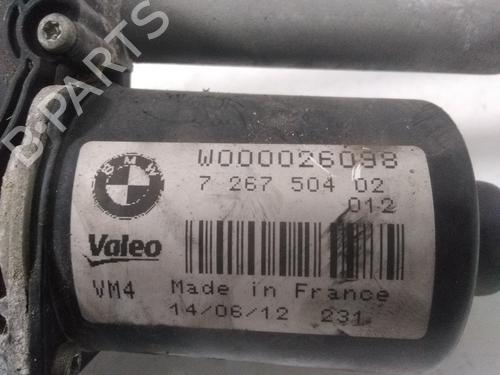 B-PARTS
BMW
W000026098
7 267 504 02
012
Valeo
VM4
Made in France
14/06/12 231